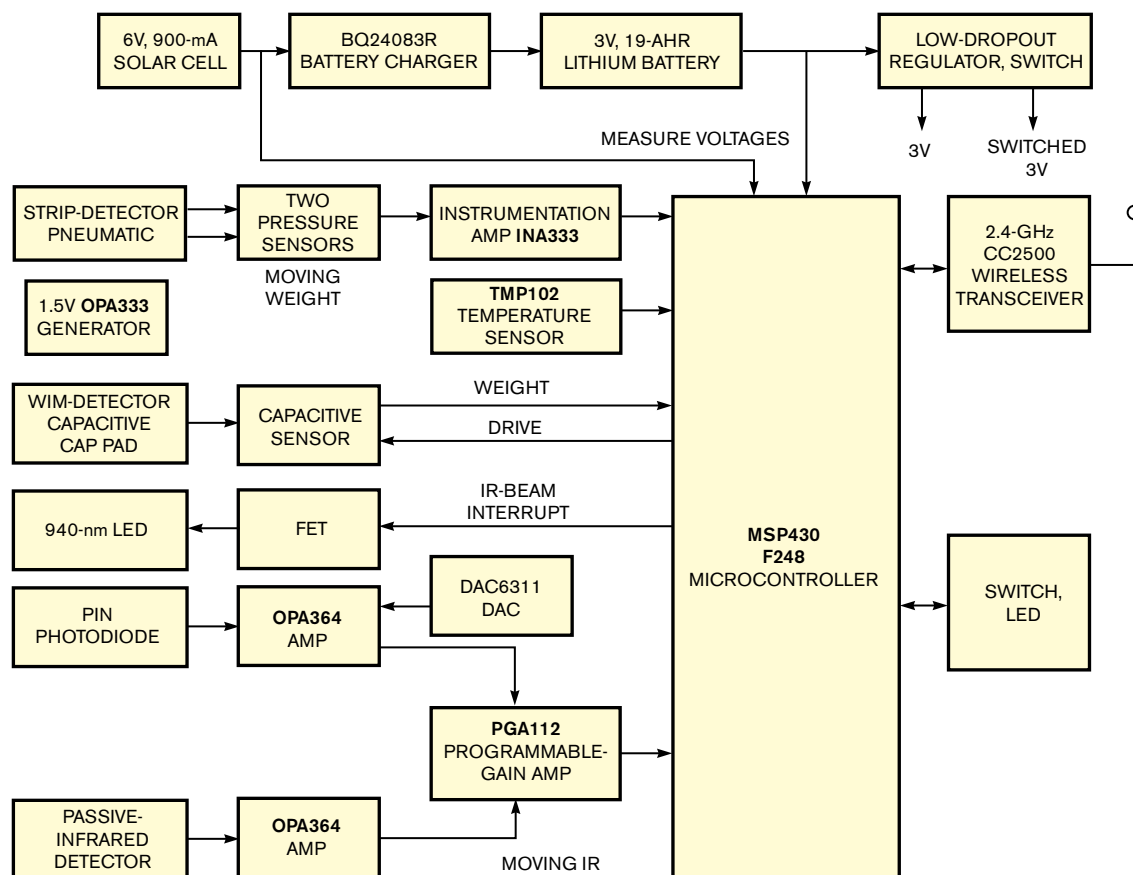 6V, 900-mA
SOLAR CELL
BQ24083R
BATTERY CHARGER
3V, 19-AHR
LITHIUM BATTERY
LOW-DROPOUT
REGULATOR, SWITCH
MEASURE VOLTAGES
3V
SWITCHED
3V
STRIP-DETECTOR
PNEUMATIC
TWO
PRESSURE
SENSORS
INSTRUMENTATION
AMP INA333
2.4-GHz
CC2500
WIRELESS
TRANSCEIVER
MOVING
WEIGHT
1.5V OPA333
GENERATOR
TMP102
TEMPERATURE
SENSOR
WIM-DETECTOR
CAPACITIVE
CAP PAD
CAPACITIVE
SENSOR
WEIGHT
DRIVE
940-nm LED
FET
IR-BEAM
INTERRUPT
MSP430
F248
MICROCONTROLLER
SWITCH,
LED
PIN
PHOTODIODE
OPA364
AMP
DAC6311
DAC
PGA112
PROGRAMMABLE-
GAIN AMP
PASSIVE-
INFRARED
DETECTOR
OPA364
AMP
MOVING IR